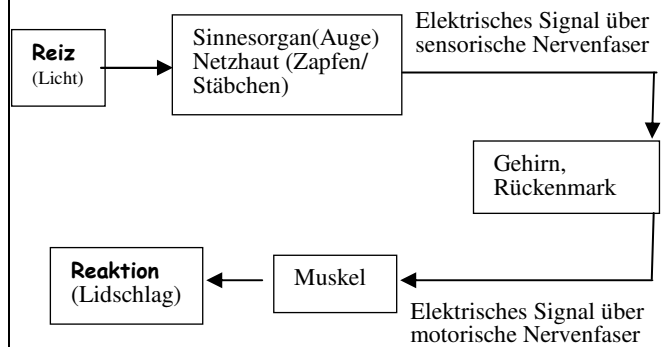 Reiz
(Licht)
Sinnesorgan(Auge)
Netzhaut (Zapfen/
Stäbchen)
Elektrisches Signal über
sensorische Nervenfaser
Gehirn,
Rückenmark
Reaktion
(Lidschlag)
Muskel
Elektrisches Signal über
motorische Nervenfaser